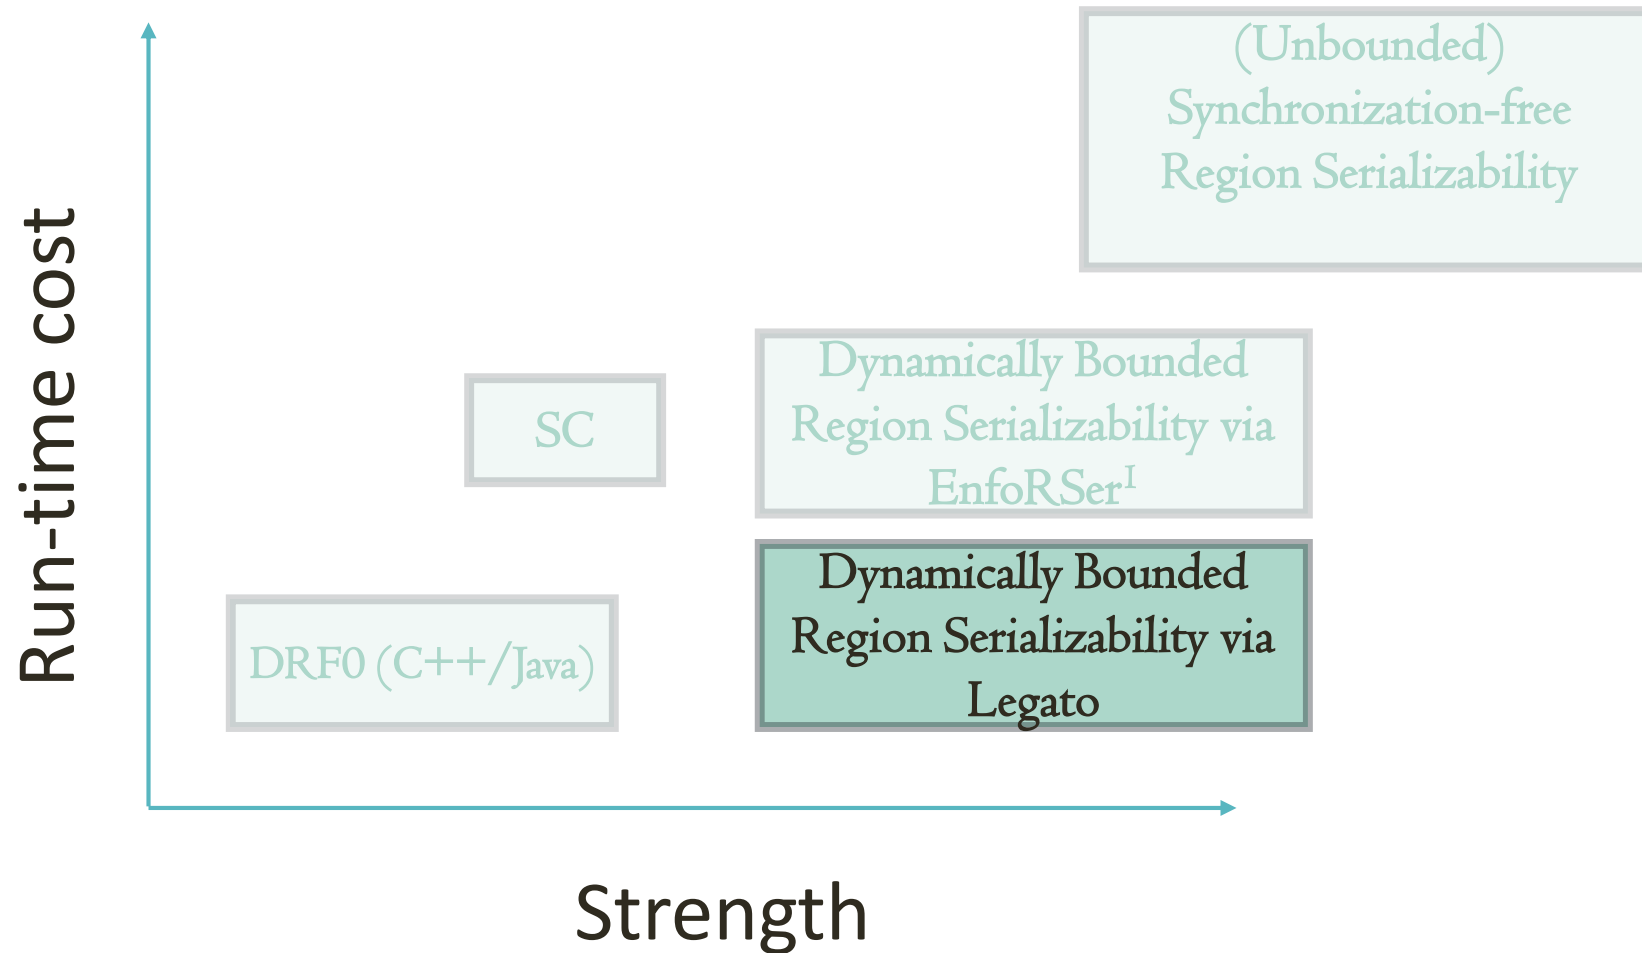 (Unbounded)
Synchronization-free
Region Serializability
Run-time cost
Dynamically Bounded
Region Serializability via
EnfoRSer¹
SC
Dynamically Bounded
Region Serializability via
Legato
DRF0 (C++/Java)
Strength